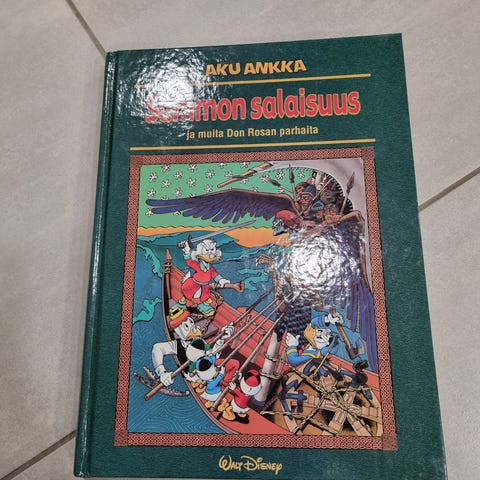 AKU ANKKA
Sammon salaisuus
ja muita Don Rosan parhaita
WALT DISNEY